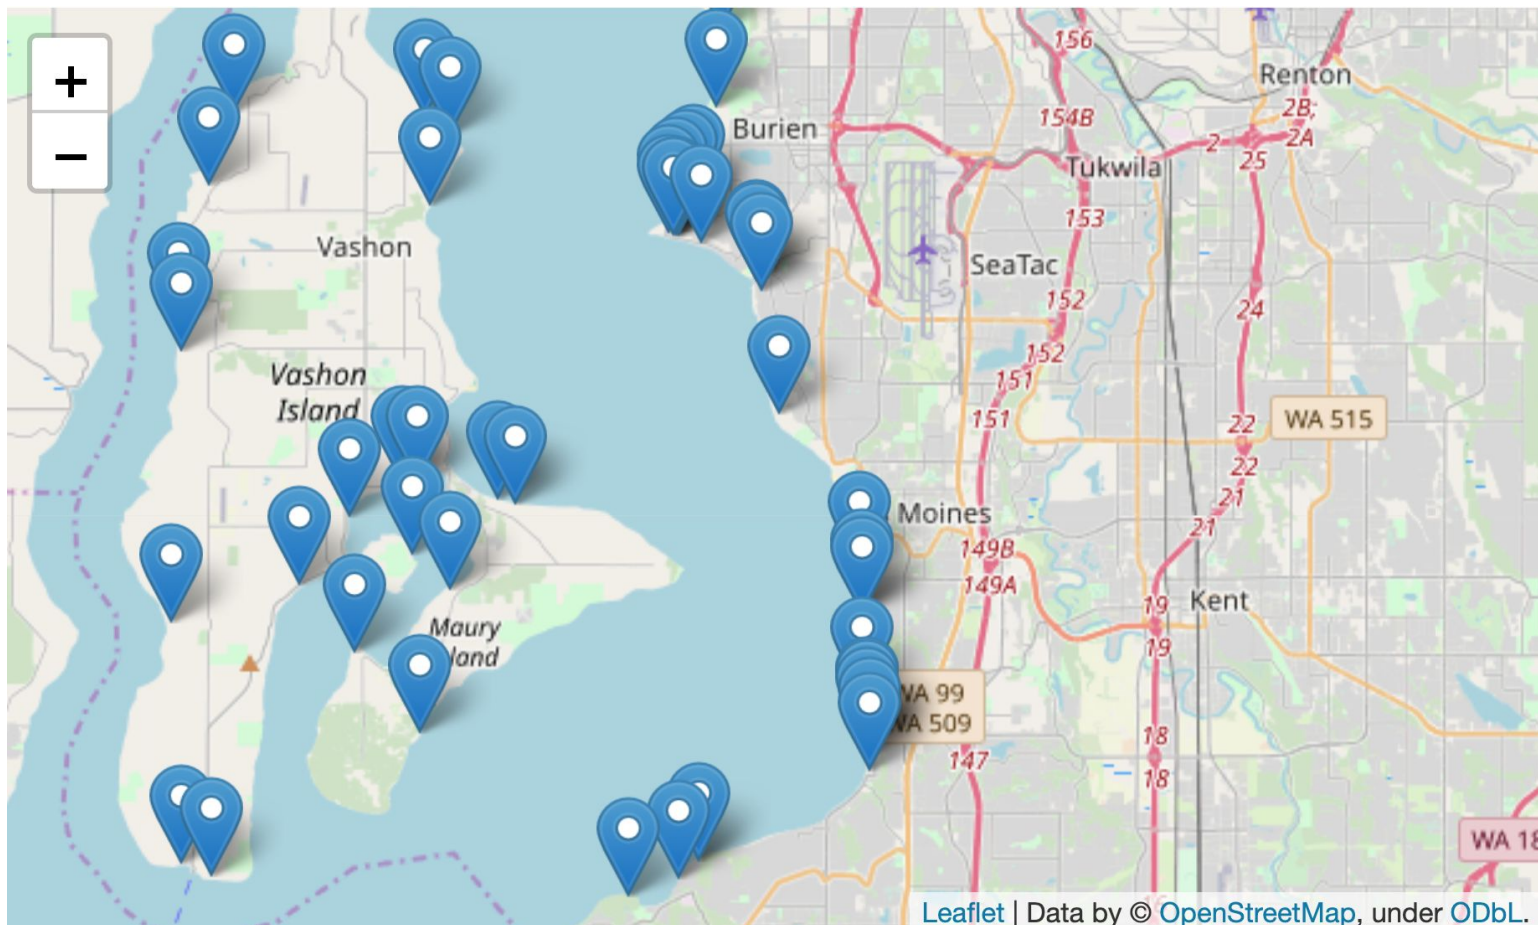 +
−
156
Renton
2B;
2A
154B
Burien
2
25
Tukwila
153
Vashon
SeaTac
152
24
152
Vashon
Island
151
151
WA 515
22
22
21
21
Moines
149B
149A
19
Kent
19
Maury
land
WA 99
WA 509
18
147
18
WA 18
16
Leaflet | Data by © OpenStreetMap, under ODbL.